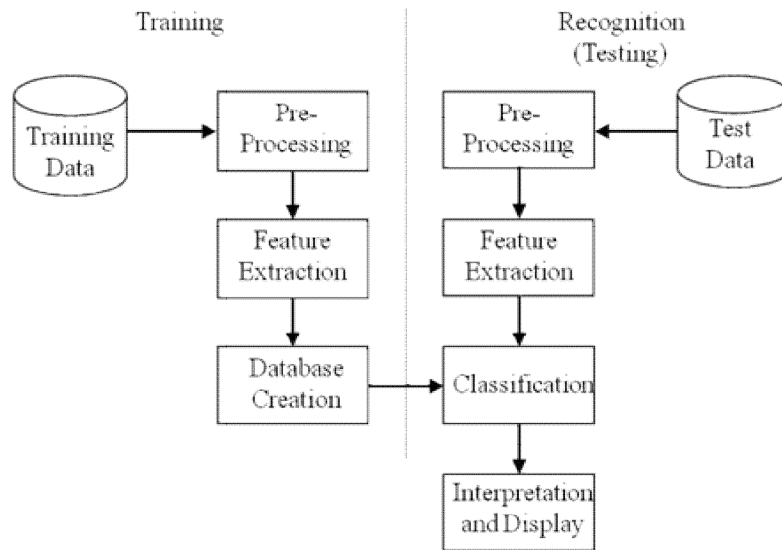 Training
Recognition
(Testing)
Training
Data
Pre-
Processing
Pre-
Processing
Test
Data
Feature
Extraction
Feature
Extraction
Database
Creation
Classification
Interpretation
and Display